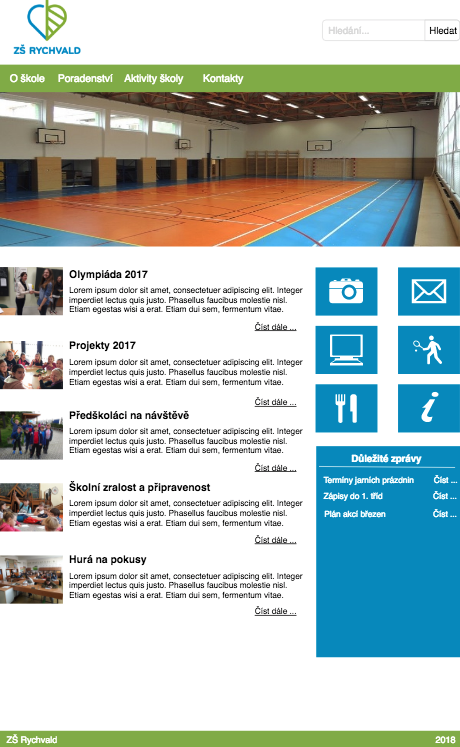 ZŠ RYCHVALD
Hledání...
Hledat
O škole
Poradenství
Aktivity školy
Kontakty
Olympiáda 2017
Lorem ipsum dolor sit amet, consectetuer adipiscing elit. Integer
imperdiet lectus quis justo. Phasellus faucibus molestie nisl.
Etiam egestas wisi a erat. Etiam dui sem, fermentum vitae.
Číst dále ...
Projekty 2017
Lorem ipsum dolor sit amet, consectetuer adipiscing elit. Integer
imperdiet lectus quis justo. Phasellus faucibus molestie nisl.
Etiam egestas wisi a erat. Etiam dui sem, fermentum vitae.
Číst dále ...
Předškoláci na návštěvě
Lorem ipsum dolor sit amet, consectetuer adipiscing elit. Integer
imperdiet lectus quis justo. Phasellus faucibus molestie nisl.
Etiam egestas wisi a erat. Etiam dui sem, fermentum vitae.
Číst dále ...
Školní zralost a připravenost
Lorem ipsum dolor sit amet, consectetuer adipiscing elit. Integer
imperdiet lectus quis justo. Phasellus faucibus molestie nisl.
Etiam egestas wisi a erat. Etiam dui sem, fermentum vitae.
Číst dále ...
Hurá na pokusy
Lorem ipsum dolor sit amet, consectetuer adipiscing elit. Integer
imperdiet lectus quis justo. Phasellus faucibus molestie nisl.
Etiam egestas wisi a erat. Etiam dui sem, fermentum vitae.
Číst dále ...
i
Důležité zprávy
Termíny jarních prázdnin Číst ...
Zápisy do 1. tříd Číst ...
Plán akcí březen Číst ...
ZŠ Rychvald
2018